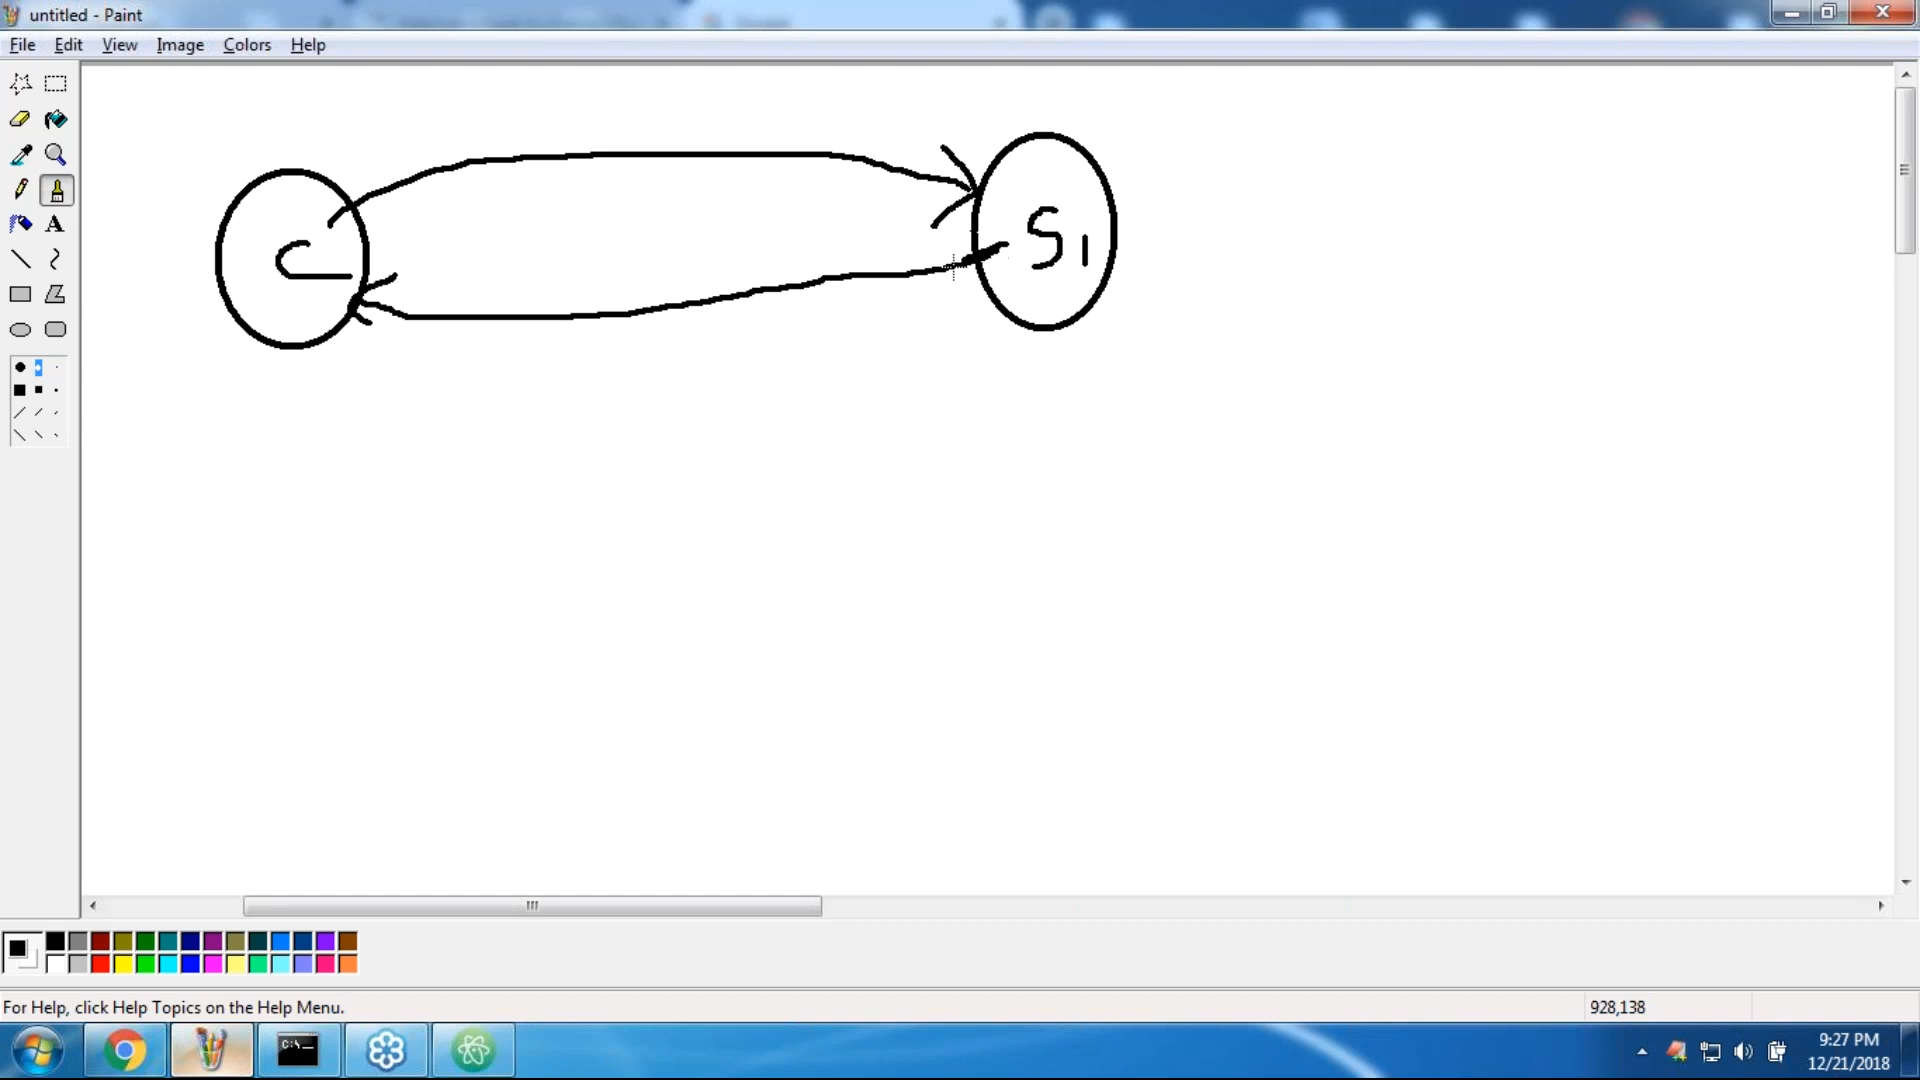 untitled - Paint
File Edit View Image Colors Help
C
S1
For Help, click Help Topics on the Help Menu.
928,138
C:\
9:27 PM
12/21/2018